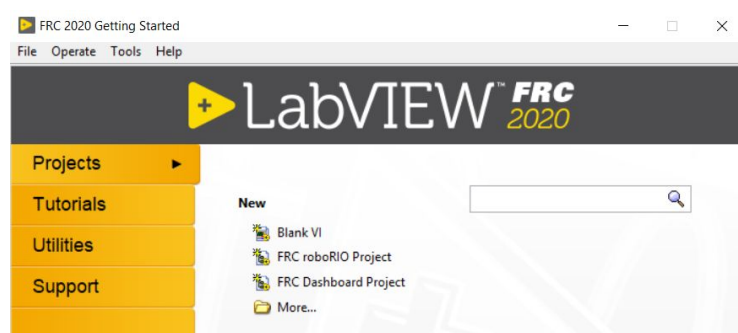 FRC 2020 Getting Started
File Operate Tools Help
LabVIEW™ FRC 2020
Projects
Tutorials
Utilities
Support
New
Blank VI
FRC roboRIO Project
FRC Dashboard Project
More...